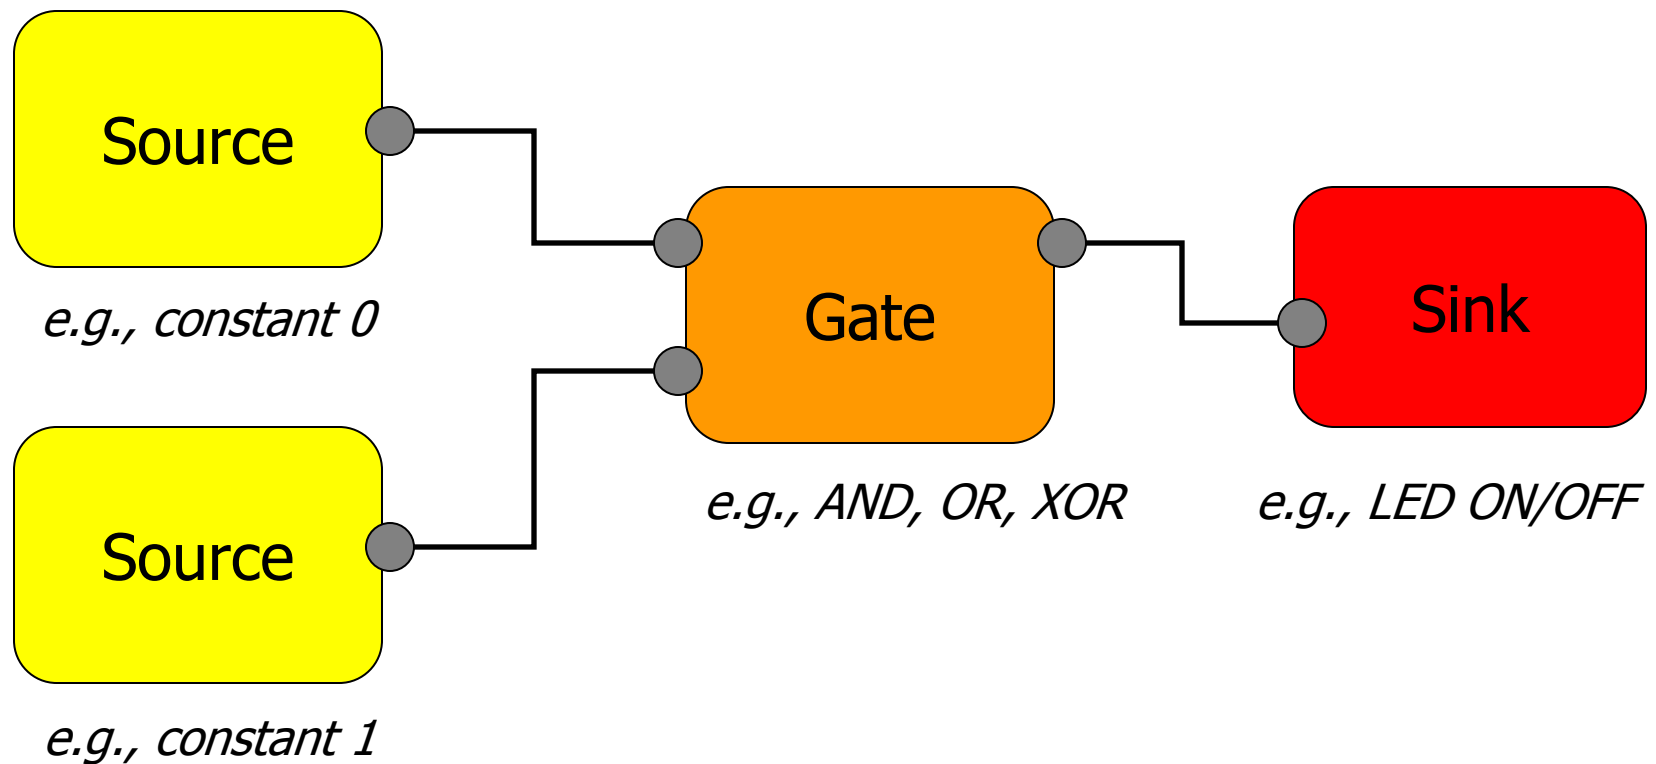 Source
e.g., constant 0
Source
e.g., constant 1
Gate
e.g., AND, OR, XOR
Sink
e.g., LED ON/OFF